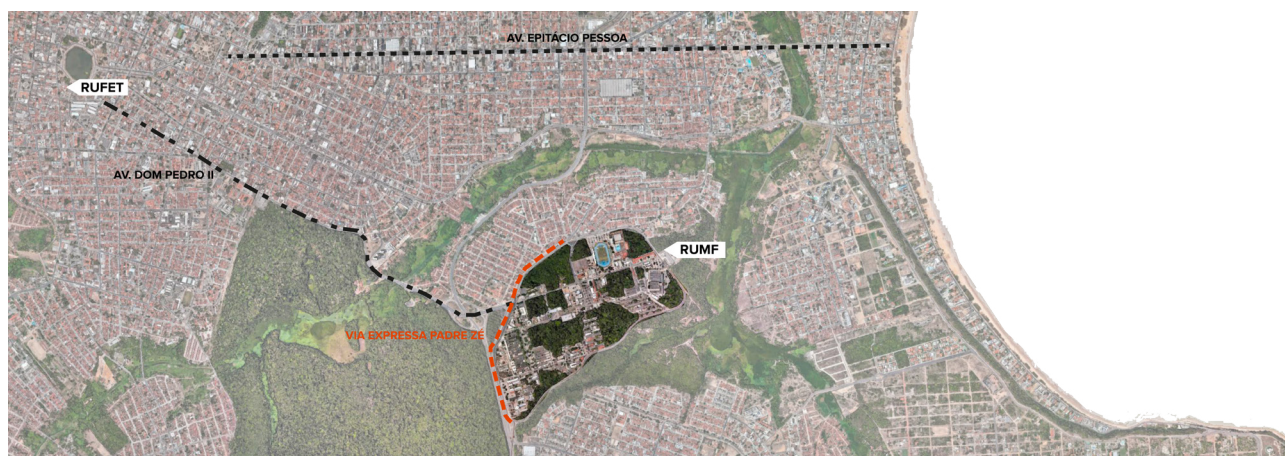 AV. EPITÁCIO PESSOA
RUFET
AV. DOM PEDRO II
RUMF
VIA EXPRESSA PADRE ZÉ